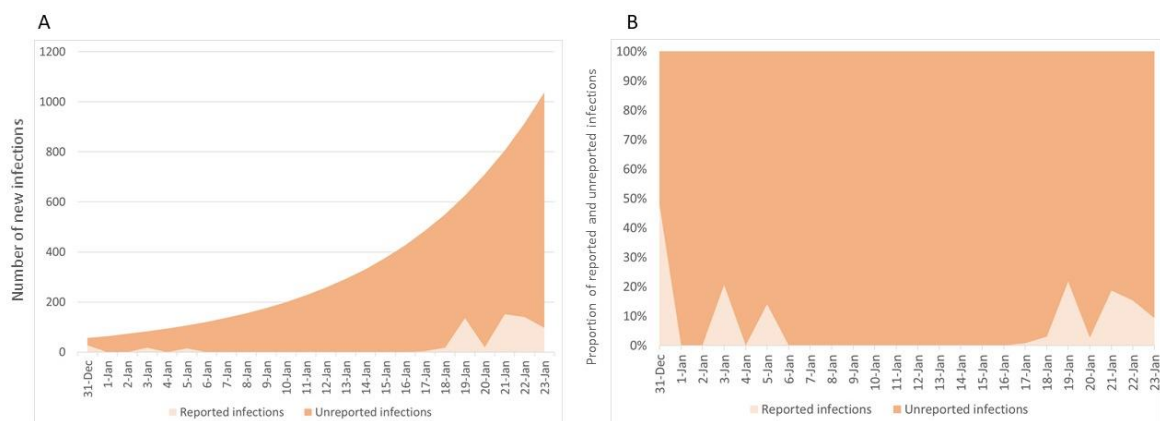 A
Number of new infections
1200
1000
800
600
400
200
0
31-Dec
1-Jan
2-Jan
3-Jan
4-Jan
5-Jan
6-Jan
7-Jan
8-Jan
9-Jan
10-Jan
11-Jan
12-Jan
13-Jan
14-Jan
15-Jan
16-Jan
17-Jan
18-Jan
19-Jan
20-Jan
21-Jan
22-Jan
23-Jan
Reported infections Unreported infections
B
Proportion of reported and unreported infections
100%
90%
80%
70%
60%
50%
40%
30%
20%
10%
0%
31-Dec
1-Jan
2-Jan
3-Jan
4-Jan
5-Jan
6-Jan
7-Jan
8-Jan
9-Jan
10-Jan
11-Jan
12-Jan
13-Jan
14-Jan
15-Jan
16-Jan
17-Jan
18-Jan
19-Jan
20-Jan
21-Jan
22-Jan
23-Jan
Reported infections Unreported infections